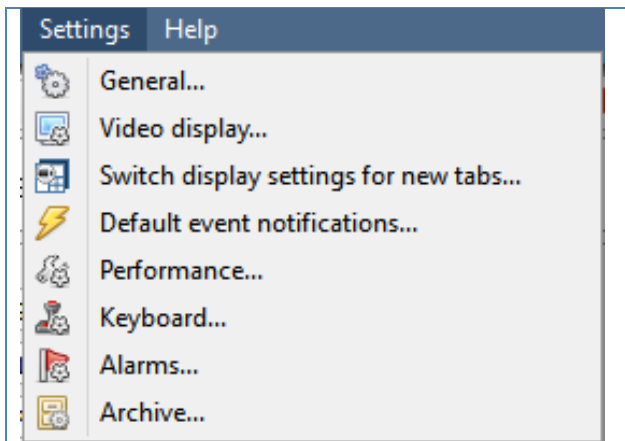 Settings Help
General...
Video display...
Switch display settings for new tabs...
Default event notifications...
Performance...
Keyboard...
Alarms...
Archive...